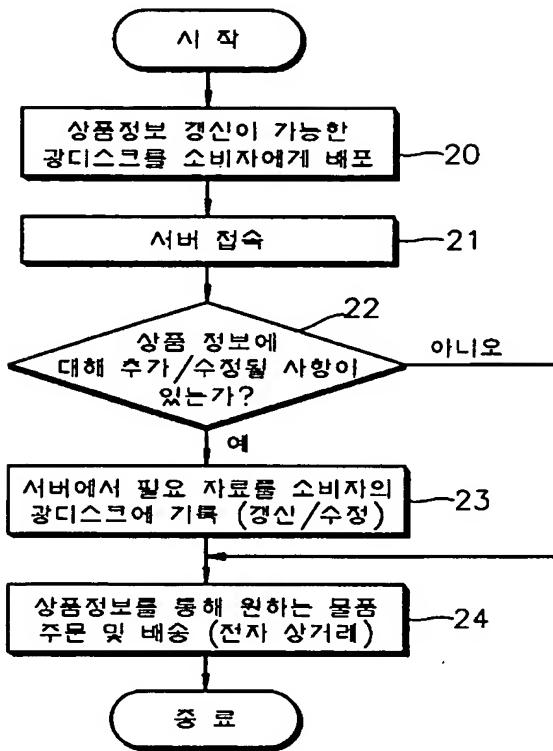 시 작
상품정보 갱신이 가능한
광디스크를 소비자에게 배포
20
서버 접속
21
22
상품 정보에
대해 추가/수정될 사항이
있는가?
아니오
예
서버에서 필요 자료를 소비자의
광디스크에 기록 (갱신/수정)
23
상품정보를 통해 원하는 물품
주문 및 배송 (전자 상거래)
24
종 료